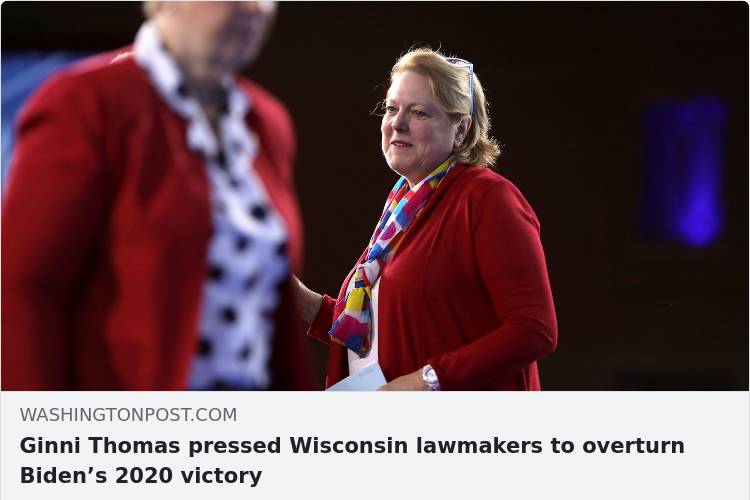 WASHINGTONPOST.COM
Ginni Thomas pressed Wisconsin lawmakers to overturn
Biden’s 2020 victory